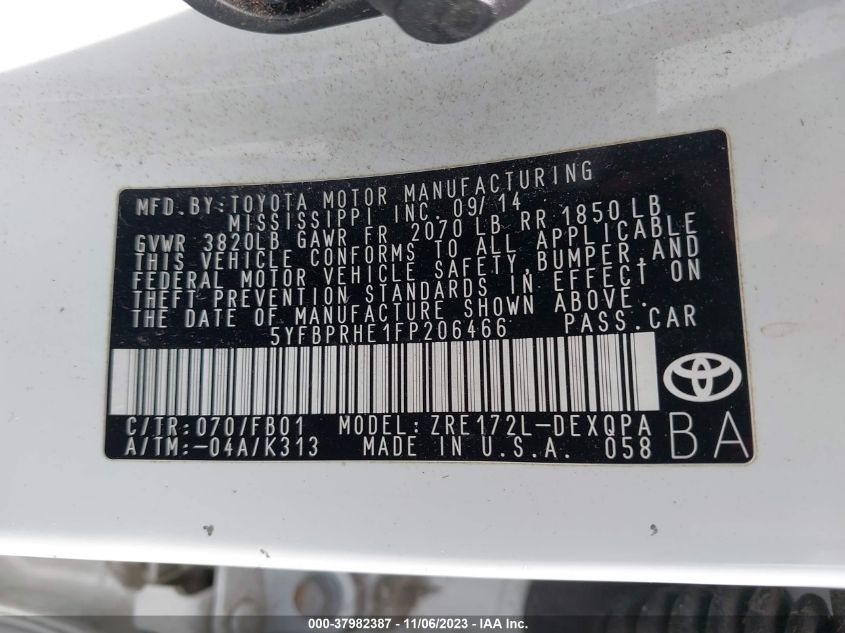 MFD. BY: TOYOTA MOTOR MANUFACTURING
MISSISSIPPI INC. 09/14
GVWR 3820LB GAWR FR 2070 LB RR 1850 LB
THIS VEHICLE CONFORMS TO ALL APPLICABLE
FEDERAL MOTOR VEHICLE SAFETY, BUMPER, AND
THEFT PREVENTION STANDARDS IN EFFECT ON
THE DATE OF MANUFACTURE SHOWN ABOVE.
5YFBPRHE1FP206466 PASS. CAR
C/TR: 070/FB01 MODEL: ZRE172L-DEXQPA
A/TM: -04A/K313 MADE IN U.S.A. 058
BA
000-37982387 | 11/06/2023 | IAA Inc.